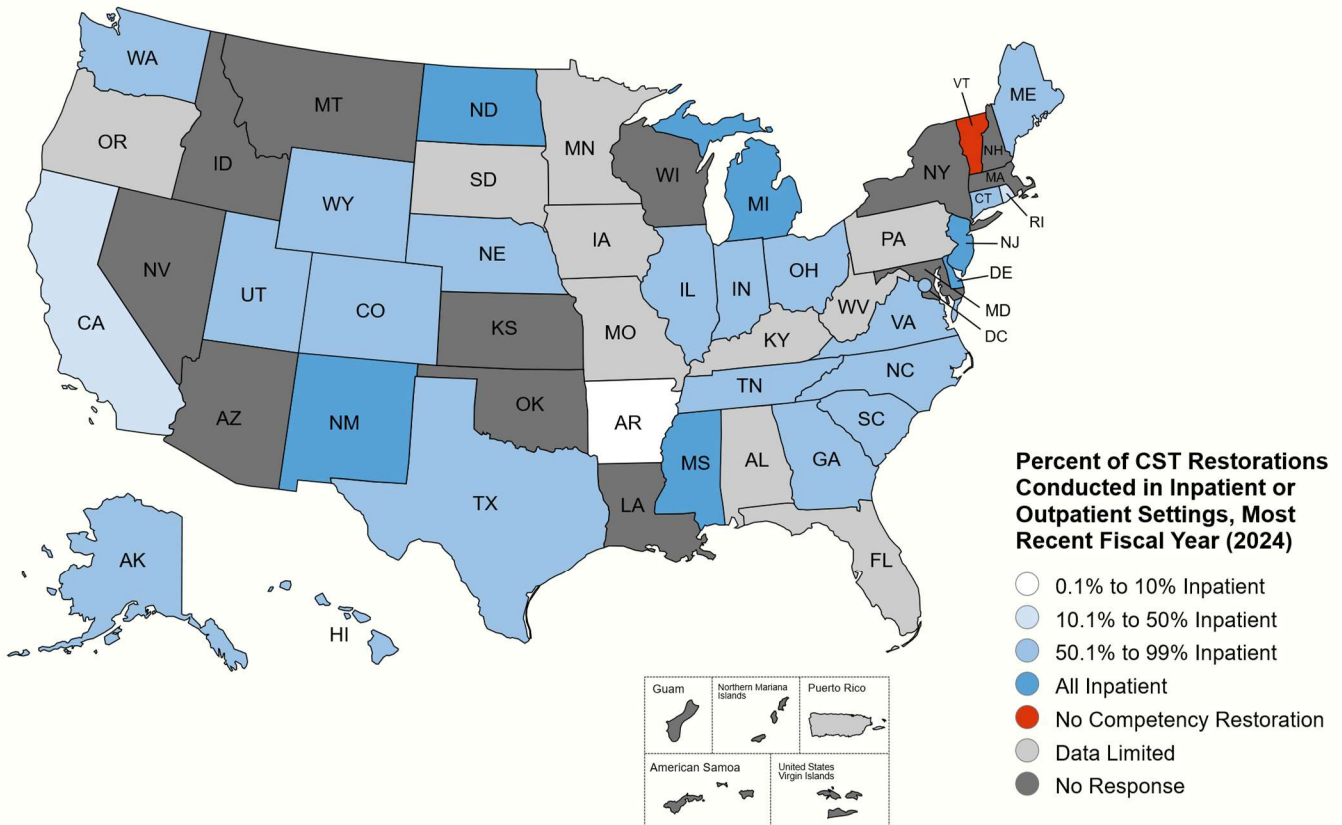 WA
MT
ND
MN
OR
ID
SD
WI
WY
MI
VT
ME
NH
NY
MA
CT
RI
NV
UT
CO
NE
IA
PA
NJ
DE
IL
IN
OH
MD
DC
CA
KS
MO
WV
VA
KY
NC
TN
AZ
NM
OK
AR
SC
MS
AL
GA
TX
LA
AK
HI
FL
Percent of CST Restorations
Conducted in Inpatient or
Outpatient Settings, Most
Recent Fiscal Year (2024)
0.1% to 10% Inpatient
10.1% to 50% Inpatient
50.1% to 99% Inpatient
All Inpatient
No Competency Restoration
Data Limited
No Response
Guam
Northern Mariana
Islands
Puerto Rico
American Samoa
United States
Virgin Islands